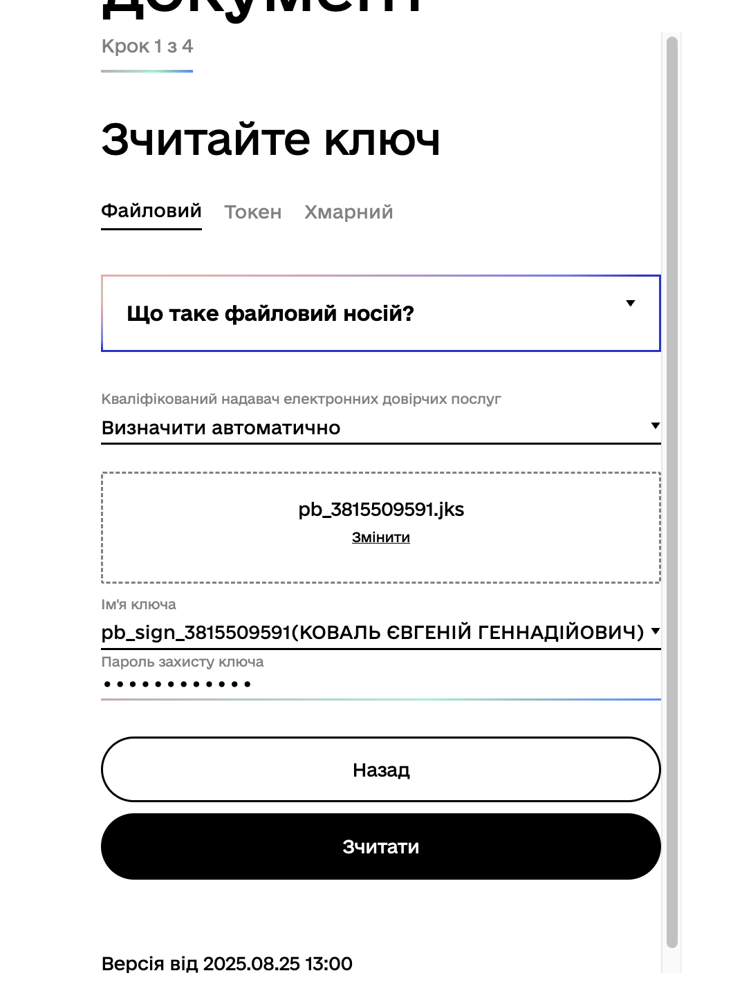 документ
Крок 1 з 4
Зчитайте ключ
Файловий Токен Хмарний
Що таке файловий носій?
Кваліфікований надавач електронних довірчих послуг
Визначити автоматично
pb_3815509591.jks
Змінити
Ім'я ключа
pb_sign_3815509591(КОВАЛЬ ЄВГЕНІЙ ГЕННАДІЙОВИЧ)
Пароль захисту ключа
••••••••••••
Назад
Зчитати
Версія від 2025.08.25 13:00